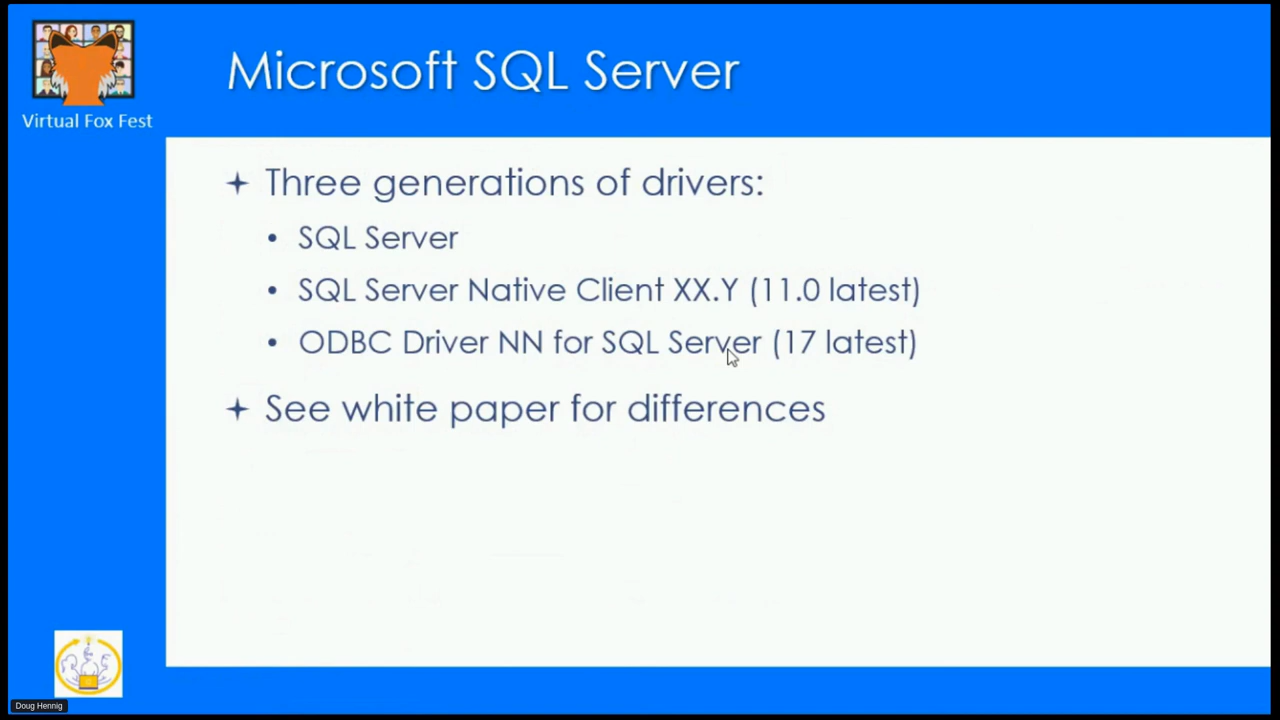 Microsoft SQL Server
Virtual Fox Fest
Three generations of drivers:
SQL Server
SQL Server Native Client XX.Y (11.0 latest)
ODBC Driver NN for SQL Server (17 latest)
See white paper for differences
Doug Hennig